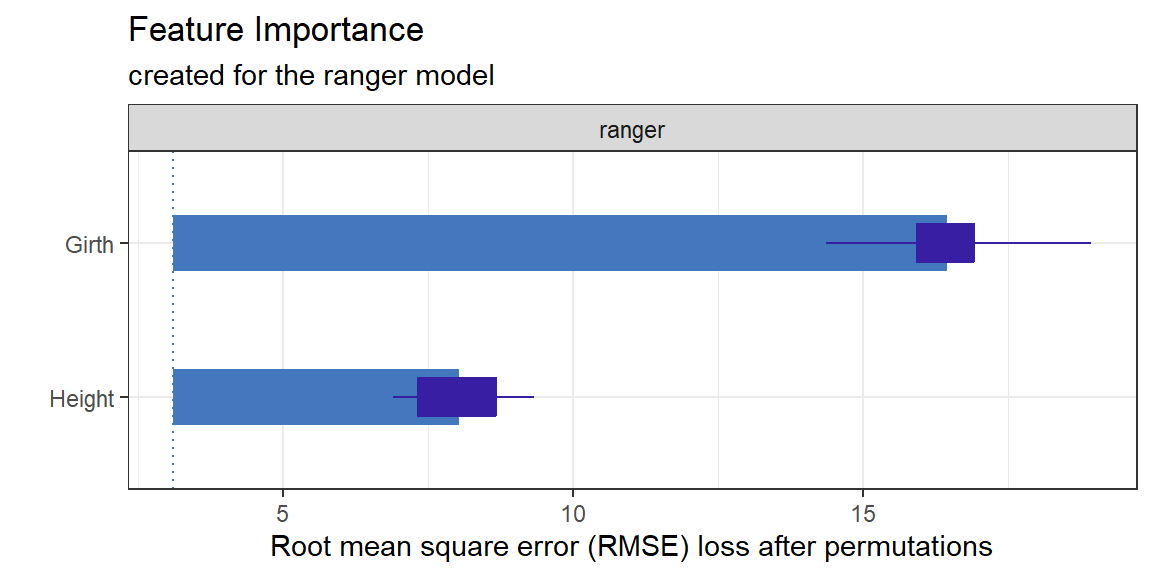 Feature Importance
created for the ranger model
ranger
Girth
Height
5 10 15
Root mean square error (RMSE) loss after permutations